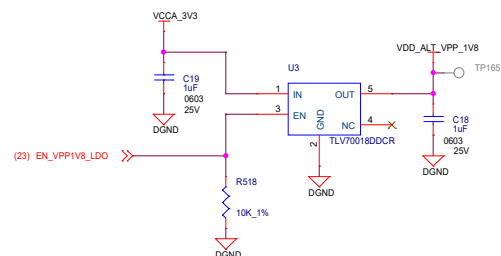 VCCA_3V3
VDD_ALT_VPP_1V8
TP165
C19
1uF
0603
25V
DGND
U3
1
IN
OUT
5
3
EN
GND
NC
4
2
TLV70018DDCR
C18
1uF
0603
25V
DGND
(23) EN_VPP1V8_LDO
DGND
R518
10K_1%
DGND